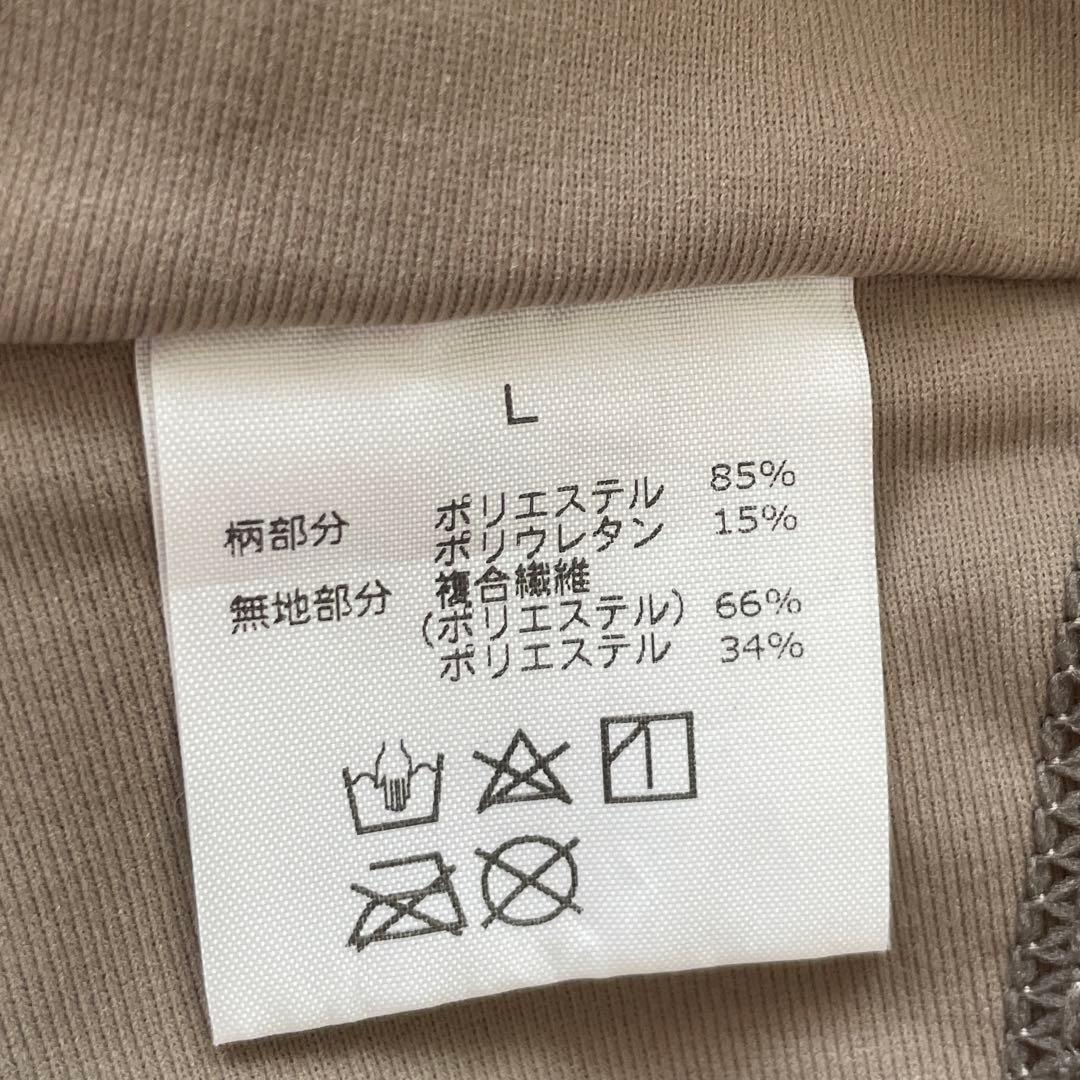 L
柄部分 ポリエステル 85%
ポリウレタン 15%
無地部分 複合繊維
(ポリエステル) 66%
ポリエステル 34%